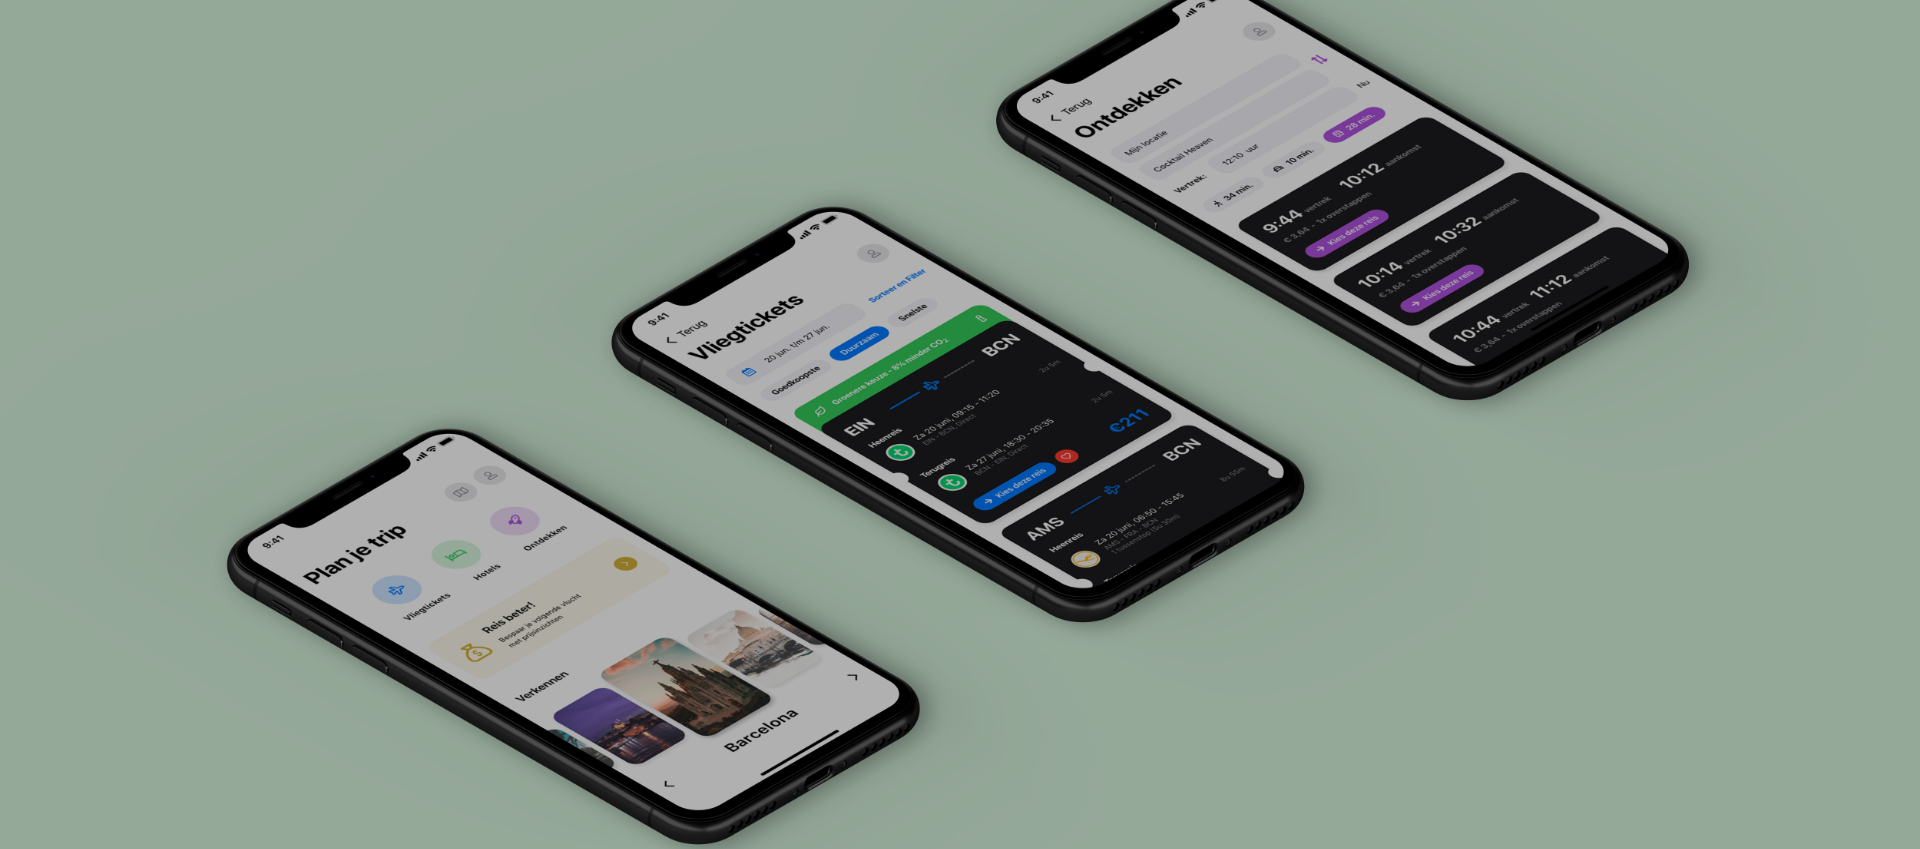 9:41
Plan je trip
Vliegtickets
Hotels
Ontdekken
Reis beter!
Bespaar je volgende vlucht
met prijsinzichten
Verkennen
Barcelona
9:41
Terug
Vliegtickets
20 jun. t/m 27 jun.
Sorteer en Filter
Goedkoopste
Duurzaam
Snelste
Groenere keuze - 8% minder CO₂
EIN
BCN
Heenreis
Za 20 juni, 09:15 - 11:20
2u 5m
EIN - BCN, Direct
Terugreis
Za 27 juni, 18:30 - 20:35
2u 5m
BCN - EIN, Direct
Kies deze reis
€211
AMS
BCN
Heenreis
Za 20 juni, 06:50 - 15:45
8u 55m
AMS - FRA - BCN
1 tussenstop (5u 30m)
9:41
Terug
Ontdekken
Mijn locatie
Cocktail Heaven
Vertrek:
12:10 uur
Nu
34 min.
10 min.
28 min.
9:44 vertrek
10:12 aankomst
€ 3,64 - 1x overstappen
Kies deze reis
10:14 vertrek
10:32 aankomst
€ 3,64 - 1x overstappen
Kies deze reis
10:44 vertrek
11:12 aankomst
€ 3,64 - 1x overstappen